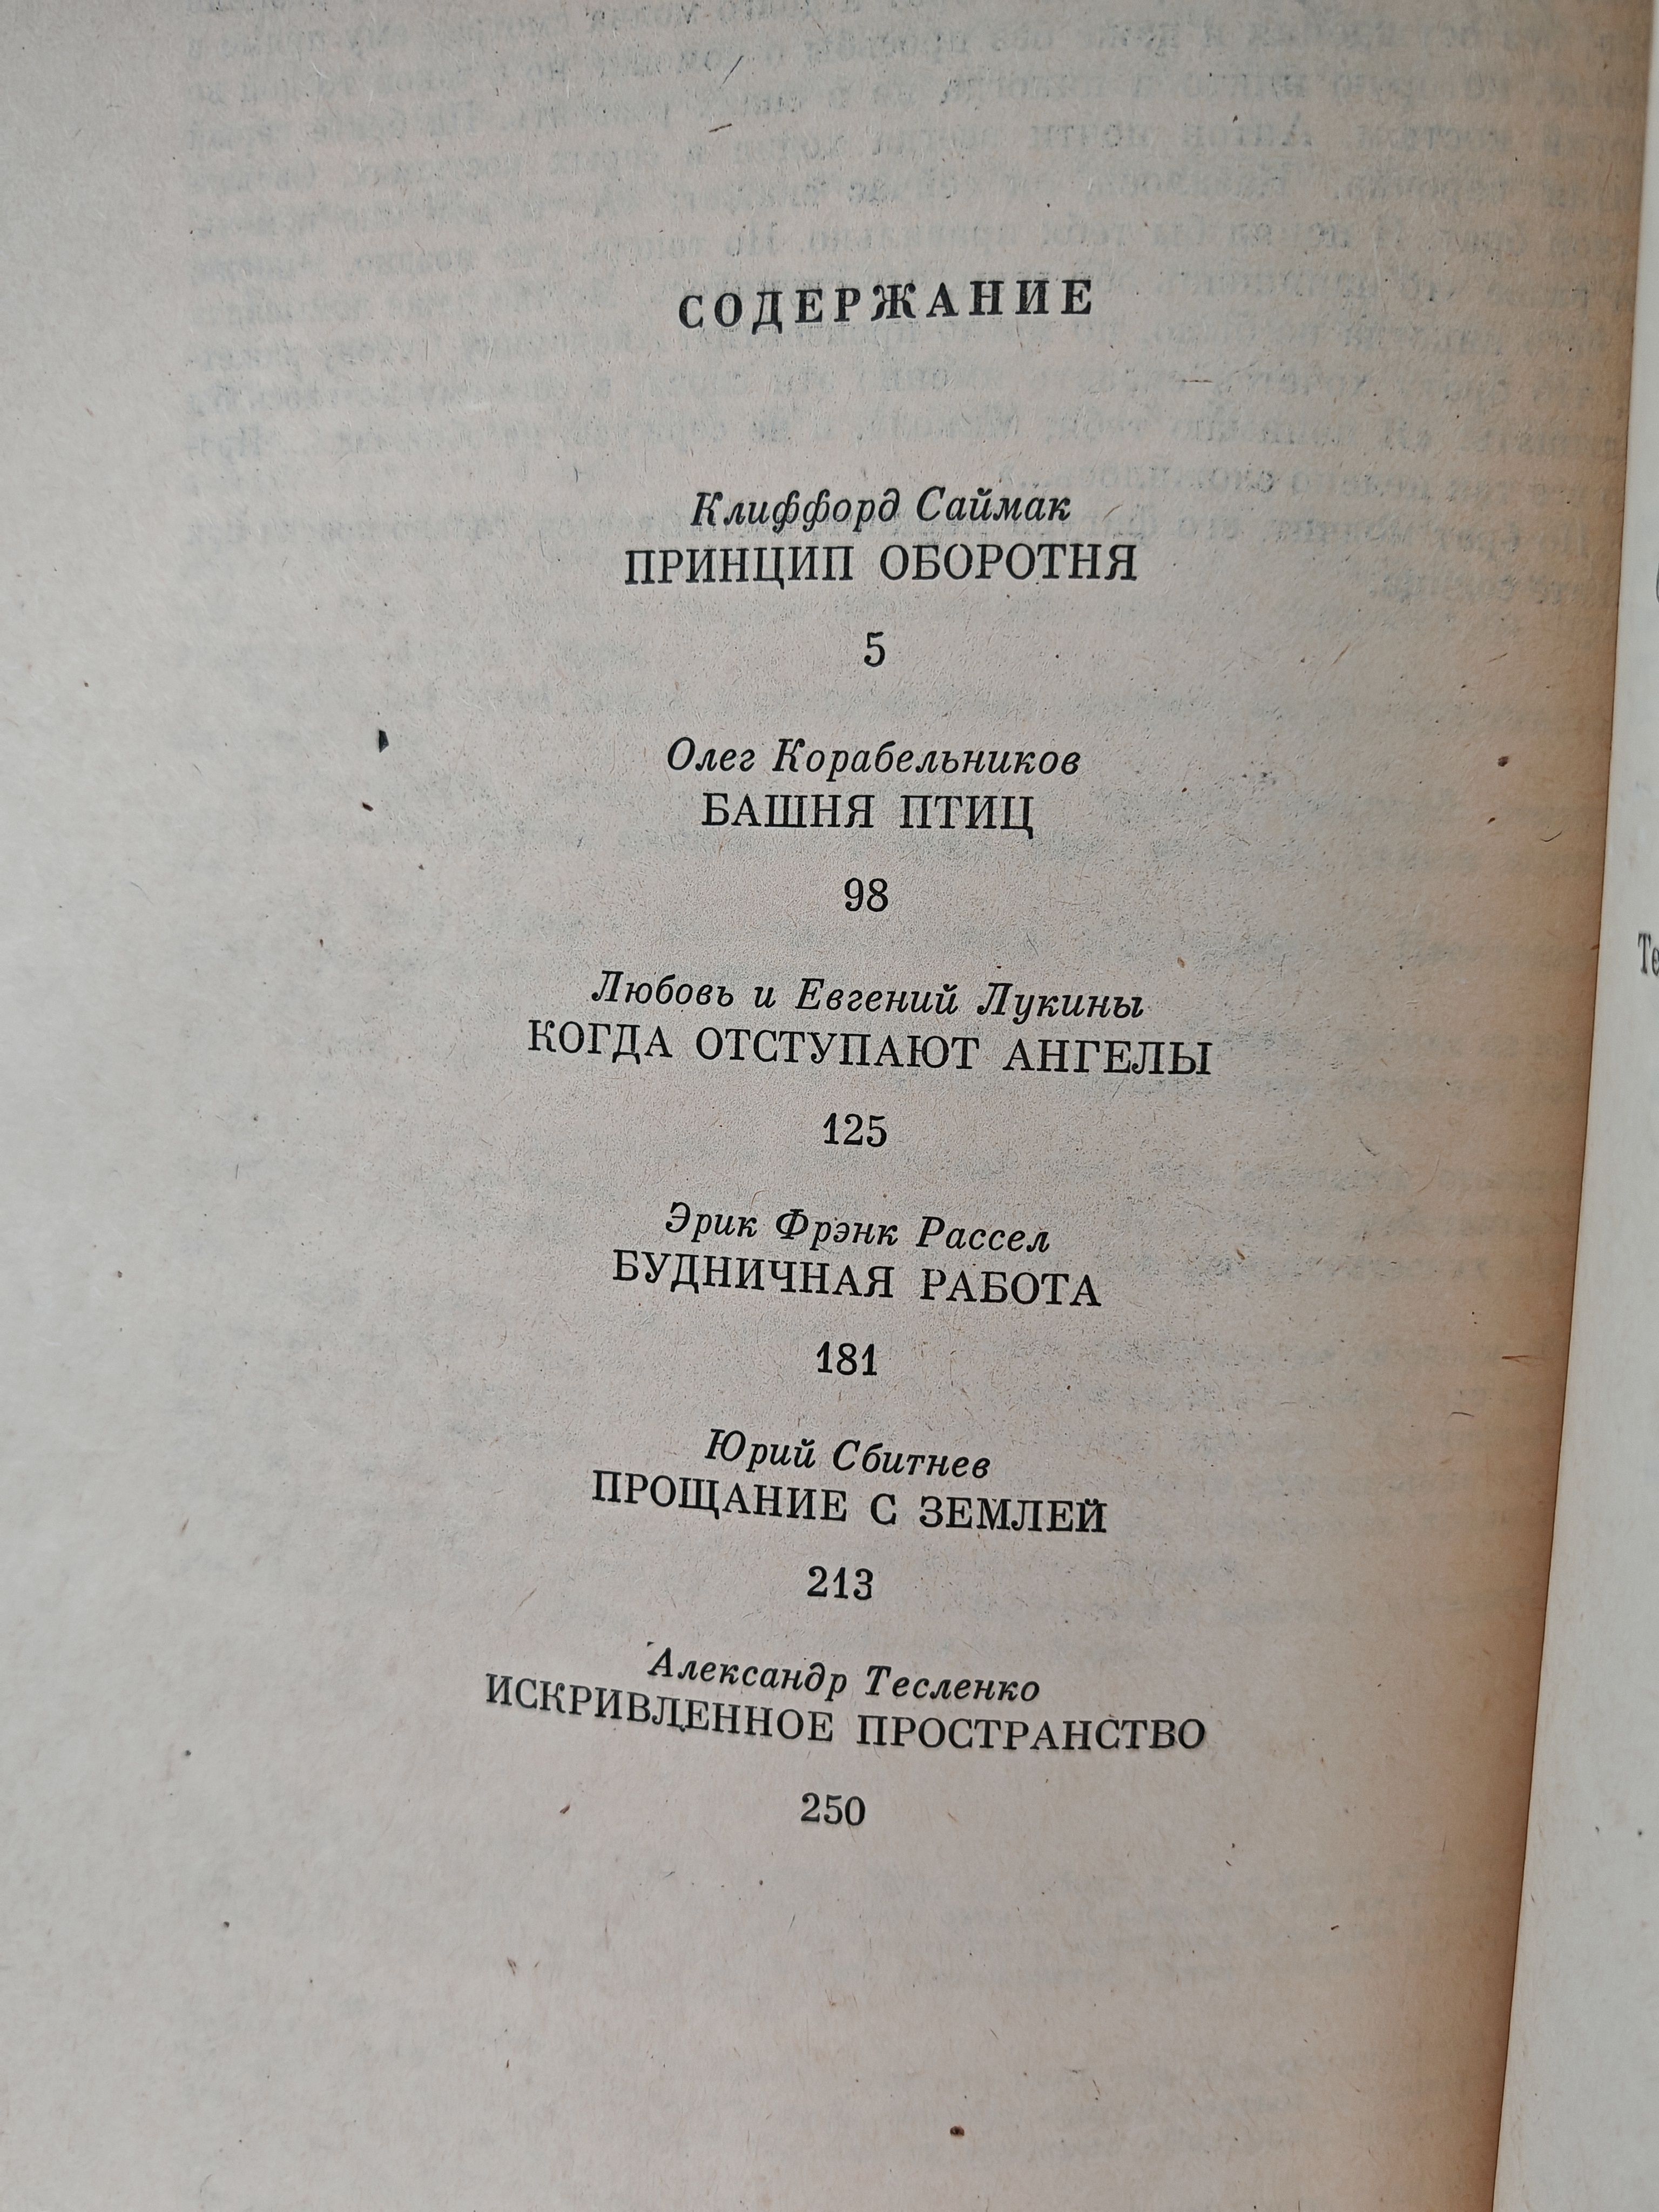 СОДЕРЖАНИЕ
Клиффорд Саймак
ПРИНЦИП ОБОРОТНЯ
5
Олег Корабельников
БАШНЯ ПТИЦ
98
Любовь и Евгений Лукины
КОГДА ОТСТУПАЮТ АНГЕЛЫ
125
Эрик Фрэнк Рассел
БУДНИЧНАЯ РАБОТА
181
Юрий Сбитнев
ПРОЩАНИЕ С ЗЕМЛЕЙ
213
Александр Тесленко
ИСКРИВЛЕННОЕ ПРОСТРАНСТВО
250